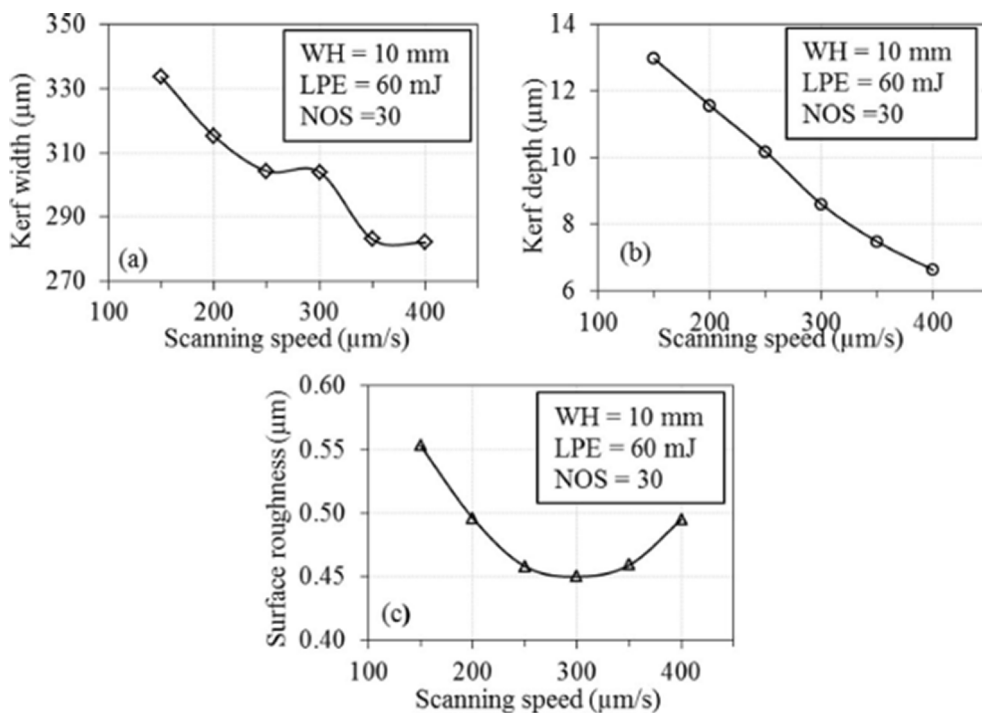 350
330
310
290
270
Kerf width (µm)
WH = 10 mm
LPE = 60 mJ
NOS =30
(a)
100 200 300 400
Scanning speed (µm/s)
14
12
10
8
6
Kerf depth (µm)
WH = 10 mm
LPE = 60 mJ
NOS = 30
(b)
100 200 300 400
Scanning speed (µm/s)
0.60
0.55
0.50
0.45
0.40
Surface roughness (µm)
WH = 10 mm
LPE = 60 mJ
NOS = 30
(c)
100 200 300 400
Scanning speed (µm/s)